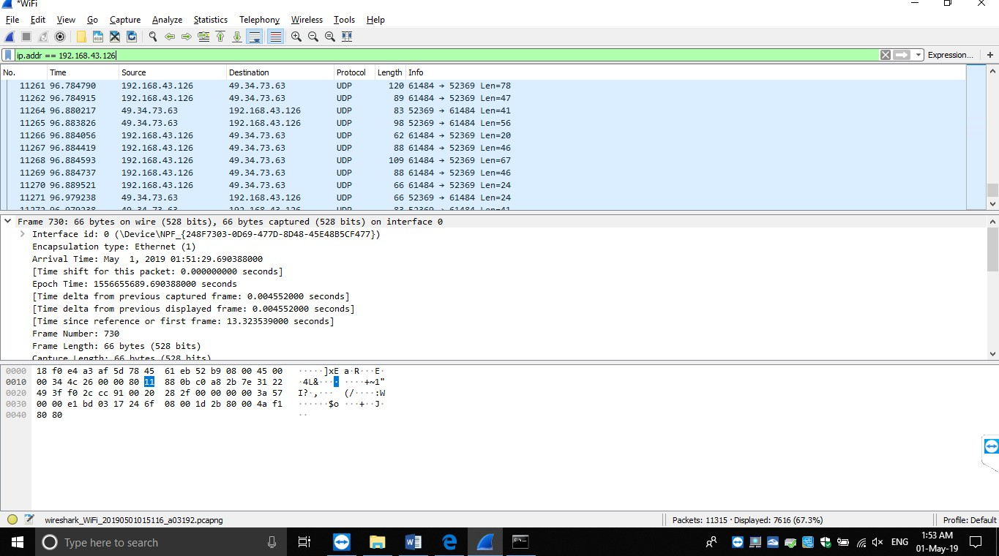 *WiFi
File Edit View Go Capture Analyze Statistics Telephony Wireless Tools Help
ip.addr == 192.168.43.126
Expression... +
No. Time Source Destination Protocol Length Info
11261 96.784790 192.168.43.126 49.34.73.63 UDP 120 61484 → 52369 Len=78
11262 96.784915 192.168.43.126 49.34.73.63 UDP 89 61484 → 52369 Len=47
11264 96.880217 49.34.73.63 192.168.43.126 UDP 83 52369 → 61484 Len=41
11265 96.883826 49.34.73.63 192.168.43.126 UDP 98 52369 → 61484 Len=56
11266 96.884056 192.168.43.126 49.34.73.63 UDP 62 61484 → 52369 Len=20
11267 96.884419 192.168.43.126 49.34.73.63 UDP 88 61484 → 52369 Len=46
11268 96.884593 192.168.43.126 49.34.73.63 UDP 109 61484 → 52369 Len=67
11269 96.884737 192.168.43.126 49.34.73.63 UDP 88 61484 → 52369 Len=46
11270 96.889521 192.168.43.126 49.34.73.63 UDP 66 61484 → 52369 Len=24
11271 96.979238 49.34.73.63 192.168.43.126 UDP 66 52369 → 61484 Len=24
11272 96.979238 49.34.73.63 192.168.43.126 UDP 83 52369 → 61484 Len=41
Frame 730: 66 bytes on wire (528 bits), 66 bytes captured (528 bits) on interface 0
Interface id: 0 (\Device\NPF_{248F7303-0D69-477D-8D48-45E48B5CF477})
Encapsulation type: Ethernet (1)
Arrival Time: May  1, 2019 01:51:29.690388000
[Time shift for this packet: 0.000000000 seconds]
Epoch Time: 1556655689.690388000 seconds
[Time delta from previous captured frame: 0.004552000 seconds]
[Time delta from previous displayed frame: 0.004552000 seconds]
[Time since reference or first frame: 13.323539000 seconds]
Frame Number: 730
Frame Length: 66 bytes (528 bits)
Capture Length: 66 bytes (528 bits)
0000 18 f0 e4 a3 af 5d 78 45 61 eb 52 b9 08 00 45 00 ·····]xE a·R···E·
0010 00 34 4c 26 00 00 80 11 88 0b c0 a8 2b 7e 31 22 ·4L&···· ····+~1"
0020 49 3f f0 2c cc 91 00 20 28 2f 00 00 00 00 3a 57 I?·,··· (/····:W
0030 00 00 e1 bd 03 17 24 6f 08 00 1d 2b 80 00 4a f1 ······$o ···+··J·
0040 80 80 ··
wireshark_WiFi_20190501015116_a03192.pcapng
Packets: 11315 · Displayed: 7616 (67.3%)
Profile: Default
Type here to search
ENG
1:53 AM
01-May-19